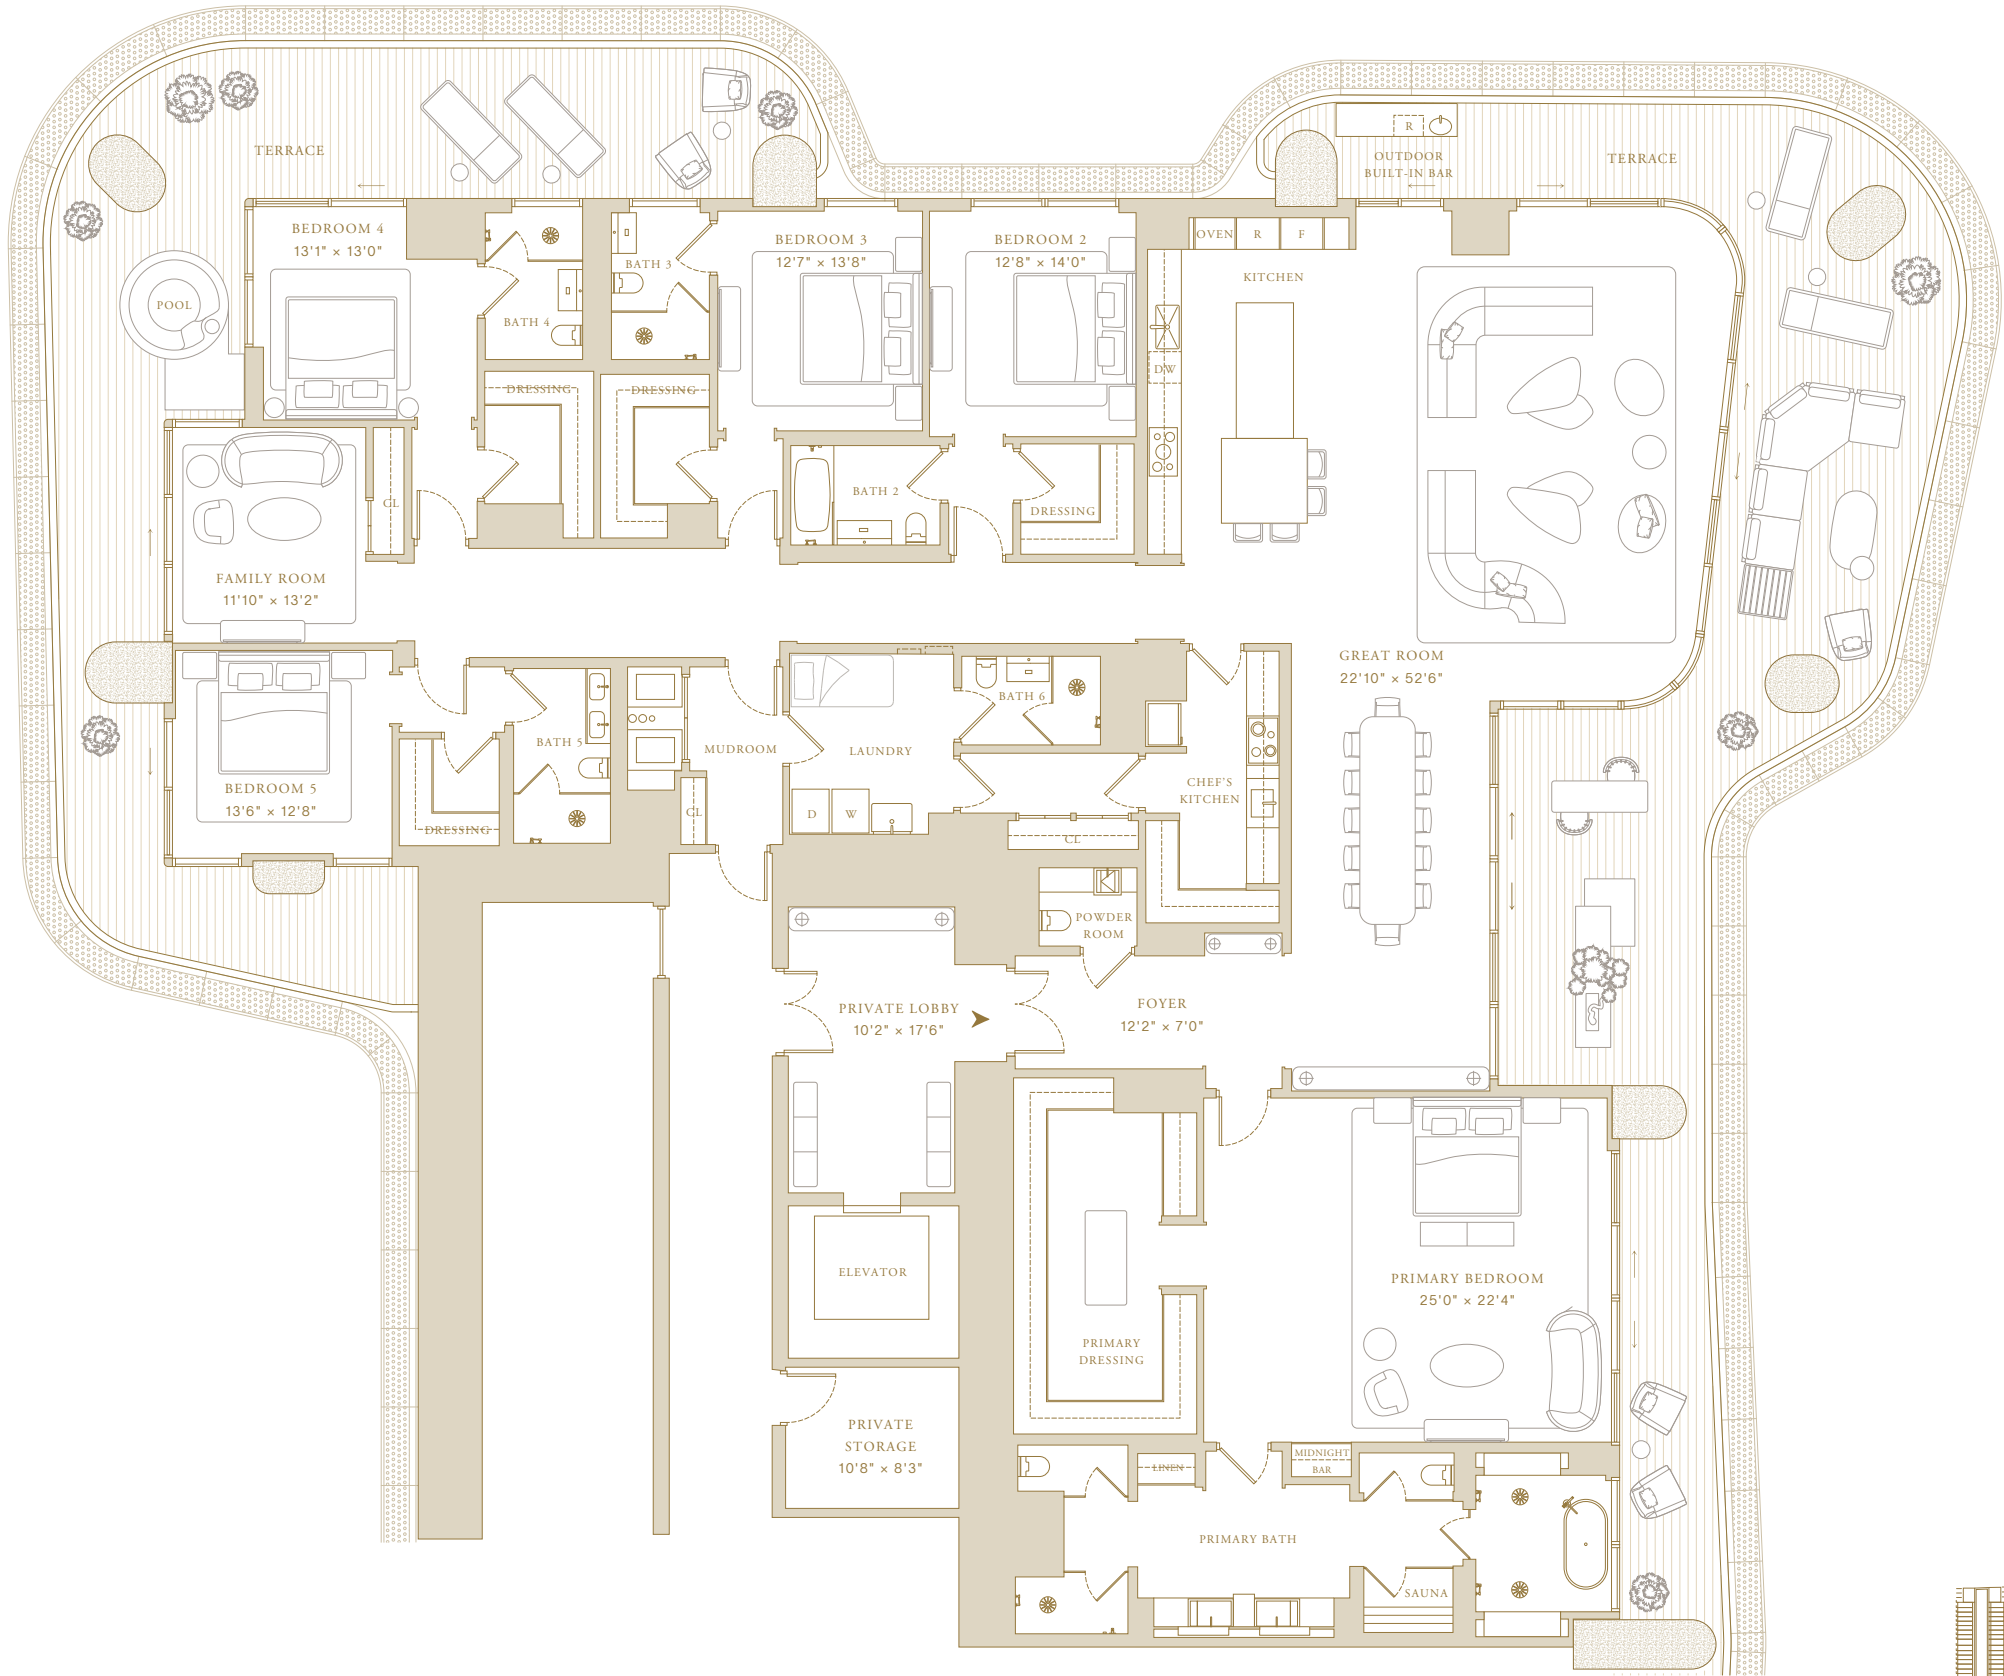 R
OUTDOOR
BUILT-IN BAR
TERRACE
TERRACE
BEDROOM 4
13'1" × 13'0"
BATH 3
BEDROOM 3
12'7" × 13'8"
BEDROOM 2
12'8" × 14'0"
OVEN
R
F
KITCHEN
POOL
BATH 4
DW
DRESSING
DRESSING
CL
BATH 2
DRESSING
FAMILY ROOM
11'10" × 13'2"
GREAT ROOM
22'10" × 52'6"
BATH 6
BATH 5
MUDROOM
LAUNDRY
CHEF'S
KITCHEN
BEDROOM 5
13'6" × 12'8"
DRESSING
CL
D
W
CL
POWDER
ROOM
PRIVATE LOBBY
10'2" × 17'6"
FOYER
12'2" × 7'0"
ELEVATOR
PRIMARY BEDROOM
25'0" × 22'4"
PRIMARY
DRESSING
PRIVATE
STORAGE
10'8" × 8'3"
LINEN
MIDNIGHT
BAR
PRIMARY BATH
SAUNA